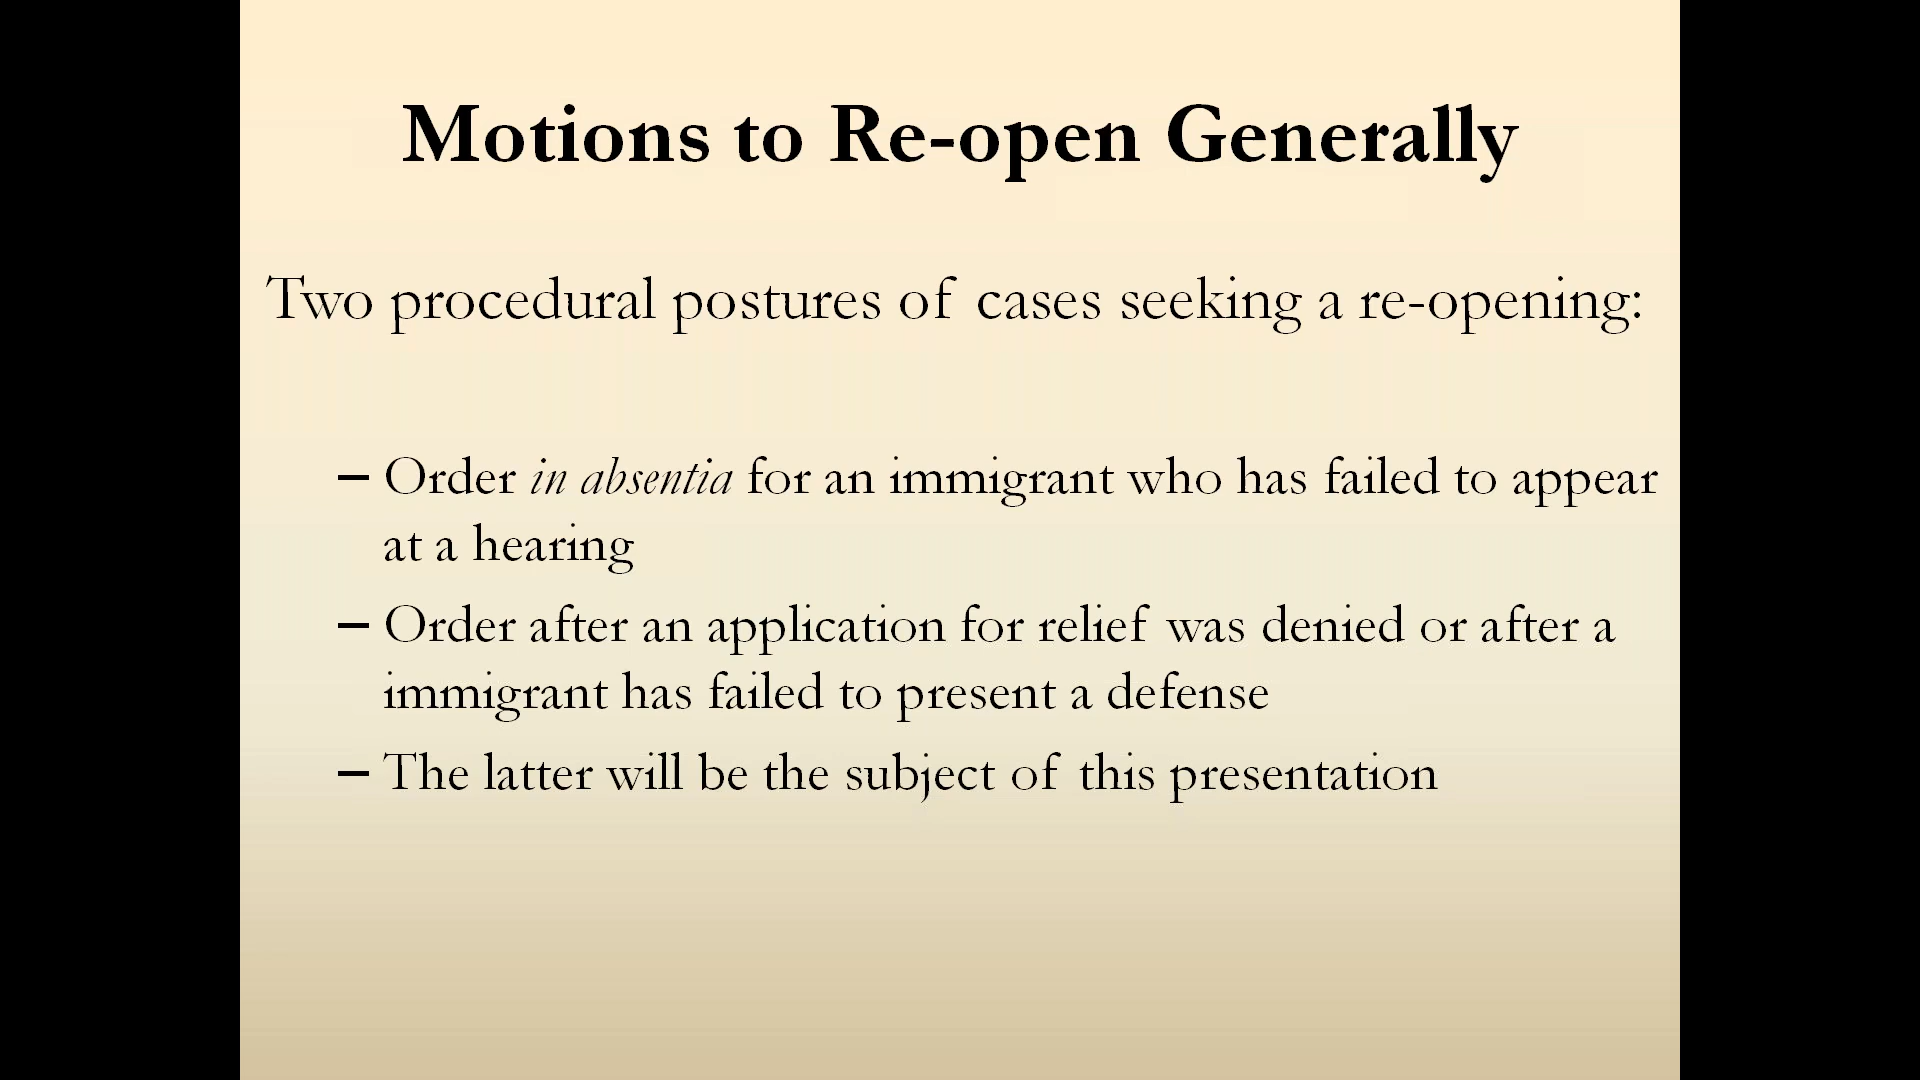 Motions to Re-open Generally
Two procedural postures of cases seeking a re-opening:
– Order in absentia for an immigrant who has failed to appear
at a hearing
– Order after an application for relief was denied or after a
immigrant has failed to present a defense
– The latter will be the subject of this presentation